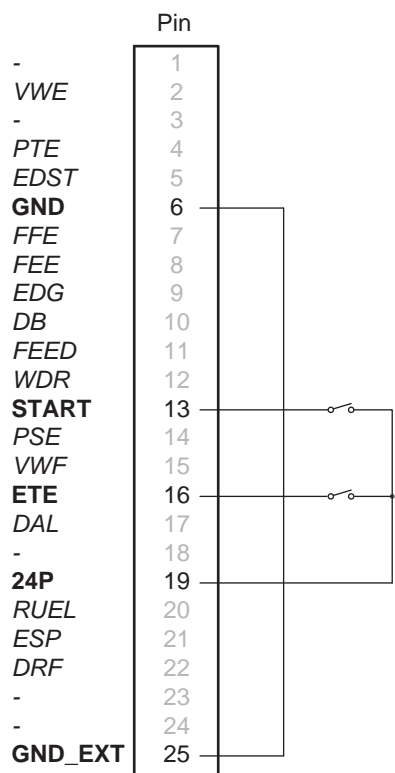 Pin
- 1
VWE 2
- 3
PTE 4
EDST 5
GND 6
FFE 7
FEE 8
EDG 9
DB 10
FEED 11
WDR 12
START 13
PSE 14
VWF 15
ETE 16
DAL 17
- 18
24P 19
RUEL 20
ESP 21
DRF 22
- 23
- 24
GND_EXT 25